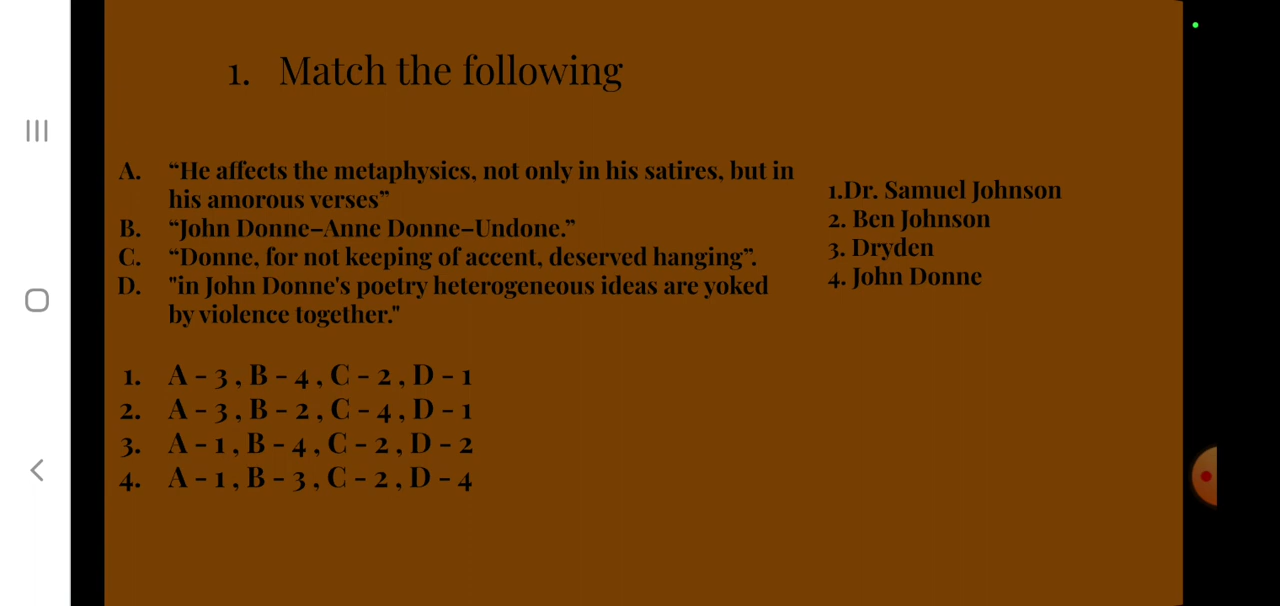 1. Match the following
A. “He affects the metaphysics, not only in his satires, but in
his amorous verses”
B. “John Donne–Anne Donne–Undone.”
C. “Donne, for not keeping of accent, deserved hanging”.
D. "in John Donne's poetry heterogeneous ideas are yoked
by violence together."
1.Dr. Samuel Johnson
2. Ben Johnson
3. Dryden
4. John Donne
1. A - 3 , B - 4 , C - 2 , D - 1
2. A - 3 , B - 2 , C - 4 , D - 1
3. A - 1 , B - 4 , C - 2 , D - 2
4. A - 1 , B - 3 , C - 2 , D - 4